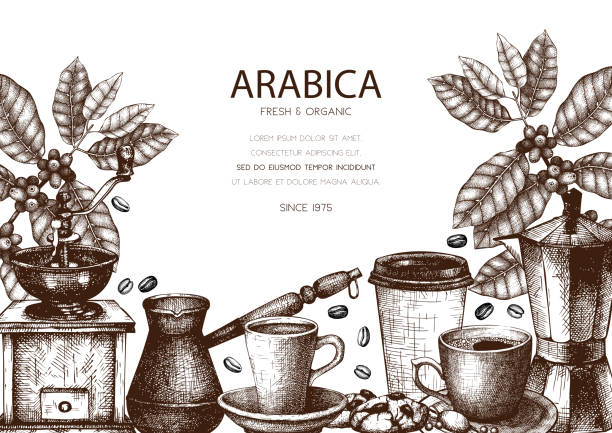 ARABICA
FRESH & ORGANIC
LOREM IPSUM DOLOR SIT AMET,
CONSECTETUR ADIPISCING ELIT,
SED DO EIUSMOD TEMPOR INCIDIDUNT
UT LABORE ET DOLORE MAGNA ALIQUA.
SINCE 1975